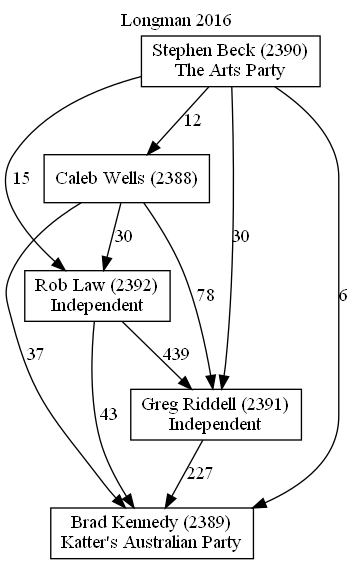 Longman 2016
Stephen Beck (2390)
The Arts Party
12
Caleb Wells (2388)
15
30
30
Rob Law (2392)
Independent
78
6
37
439
43
Greg Riddell (2391)
Independent
227
Brad Kennedy (2389)
Katter's Australian Party